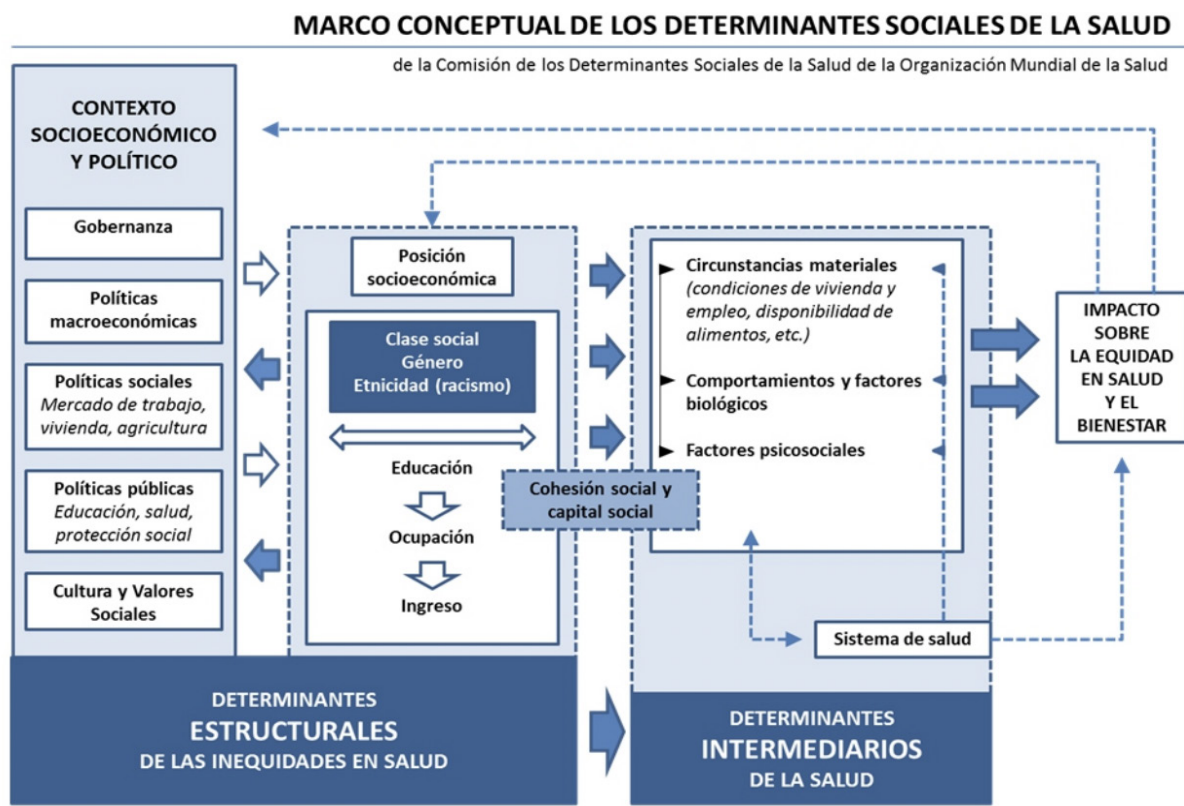 MARCO CONCEPTUAL DE LOS DETERMINANTES SOCIALES DE LA SALUD
de la Comisión de los Determinantes Sociales de la Salud de la Organización Mundial de la Salud
CONTEXTO
SOCIOECONÓMICO
Y POLÍTICO
Gobernanza
Políticas
macroeconómicas
Políticas sociales
Mercado de trabajo,
vivienda, agricultura
Políticas públicas
Educación, salud,
protección social
Cultura y Valores
Sociales
Posición
socioeconómica
Clase social
Género
Etnicidad (racismo)
Educación
Ocupación
Ingreso
Cohesión social y
capital social
Circunstancias materiales
(condiciones de vivienda y
empleo, disponibilidad de
alimentos, etc.)
Comportamientos y factores
biológicos
Factores psicosociales
Sistema de salud
IMPACTO
SOBRE
LA EQUIDAD
EN SALUD
Y EL
BIENESTAR
DETERMINANTES
ESTRUCTURALES
DE LAS INEQUIDADES EN SALUD
DETERMINANTES
INTERMEDIARIOS
DE LA SALUD